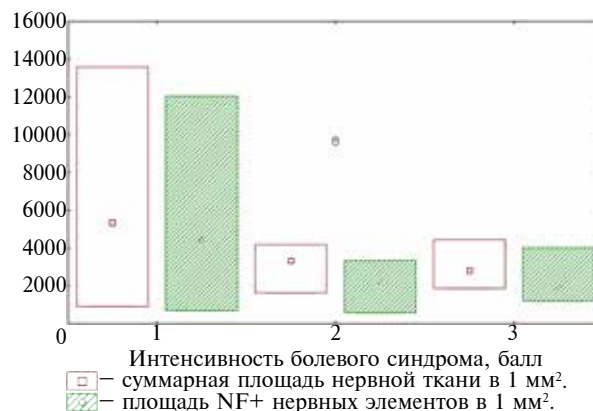 16000
14000
12000
10000
8000
6000
4000
2000
0
1 2 3
Интенсивность болевого синдрома, балл
– суммарная площадь нервной ткани в 1 мм².
– площадь NF+ нервных элементов в 1 мм².